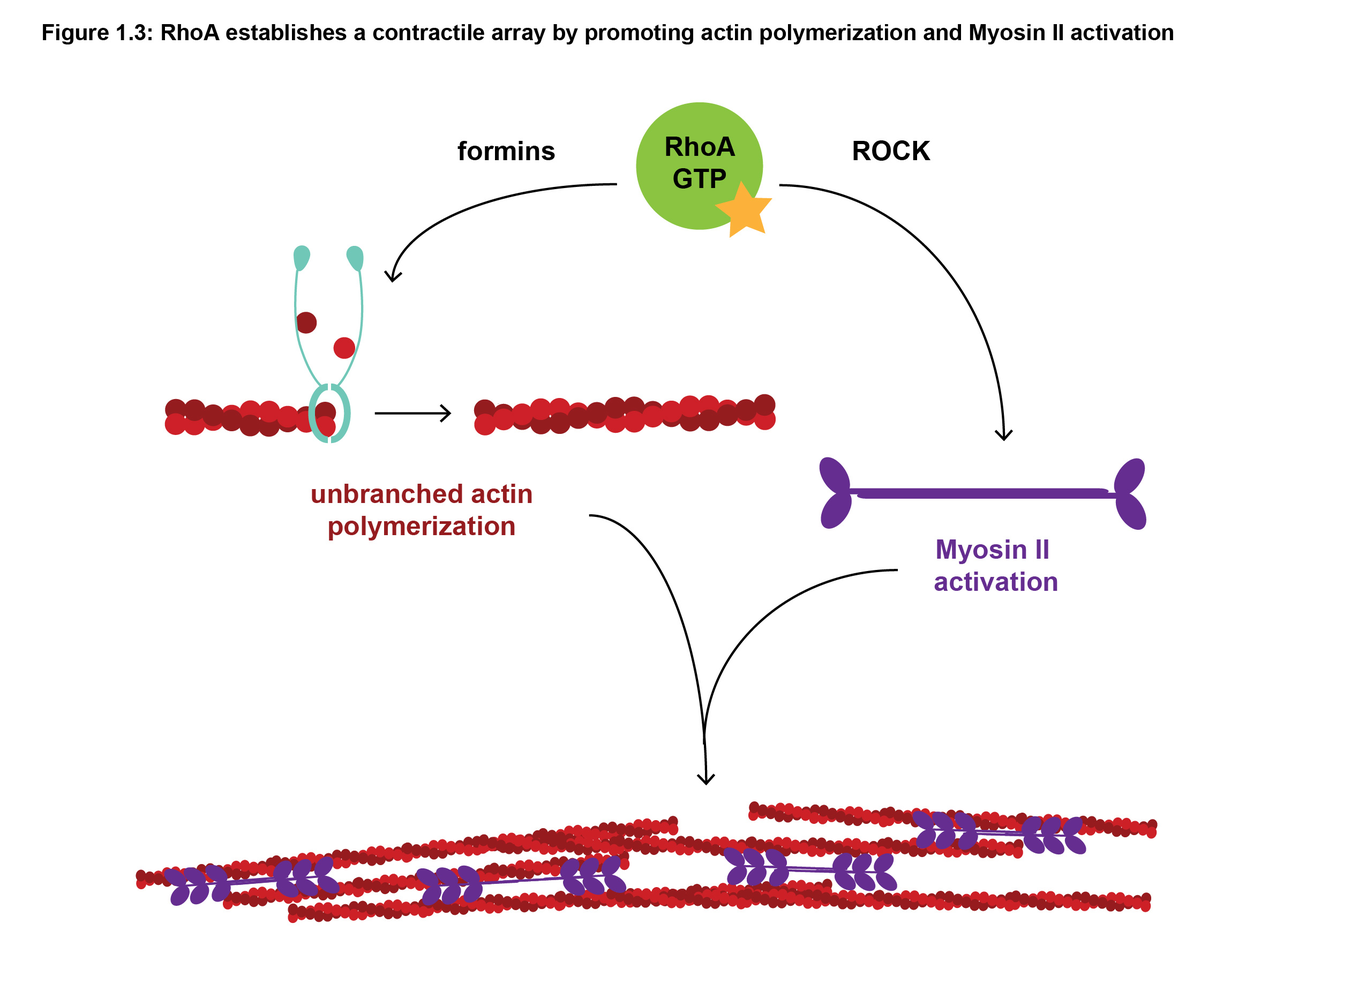 Figure 1.3: RhoA establishes a contractile array by promoting actin polymerization and Myosin II activation
formins
RhoA
GTP
ROCK
unbranched actin
polymerization
Myosin II
activation